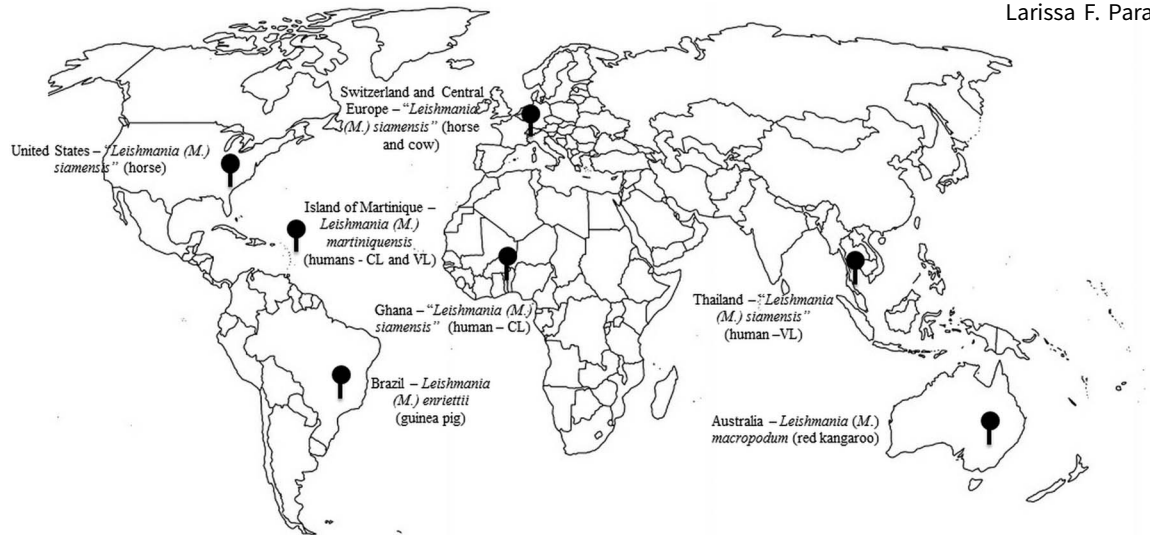 Larissa F. Para
Switzerland and Central
Europe – “Leishmania
(M.) siamensis” (horse
and cow)
United States – “Leishmania (M.)
siamensis” (horse)
Island of Martinique –
Leishmania (M.)
martiniquensis
(humans - CL and VL)
Ghana – “Leishmania (M.)
siamensis” (human – CL)
Thailand – “Leishmania
(M.) siamensis”
(human –VL)
Brazil – Leishmania
(M.) enriettii
(guinea pig)
Australia – Leishmania (M.)
macropodum (red kangaroo)